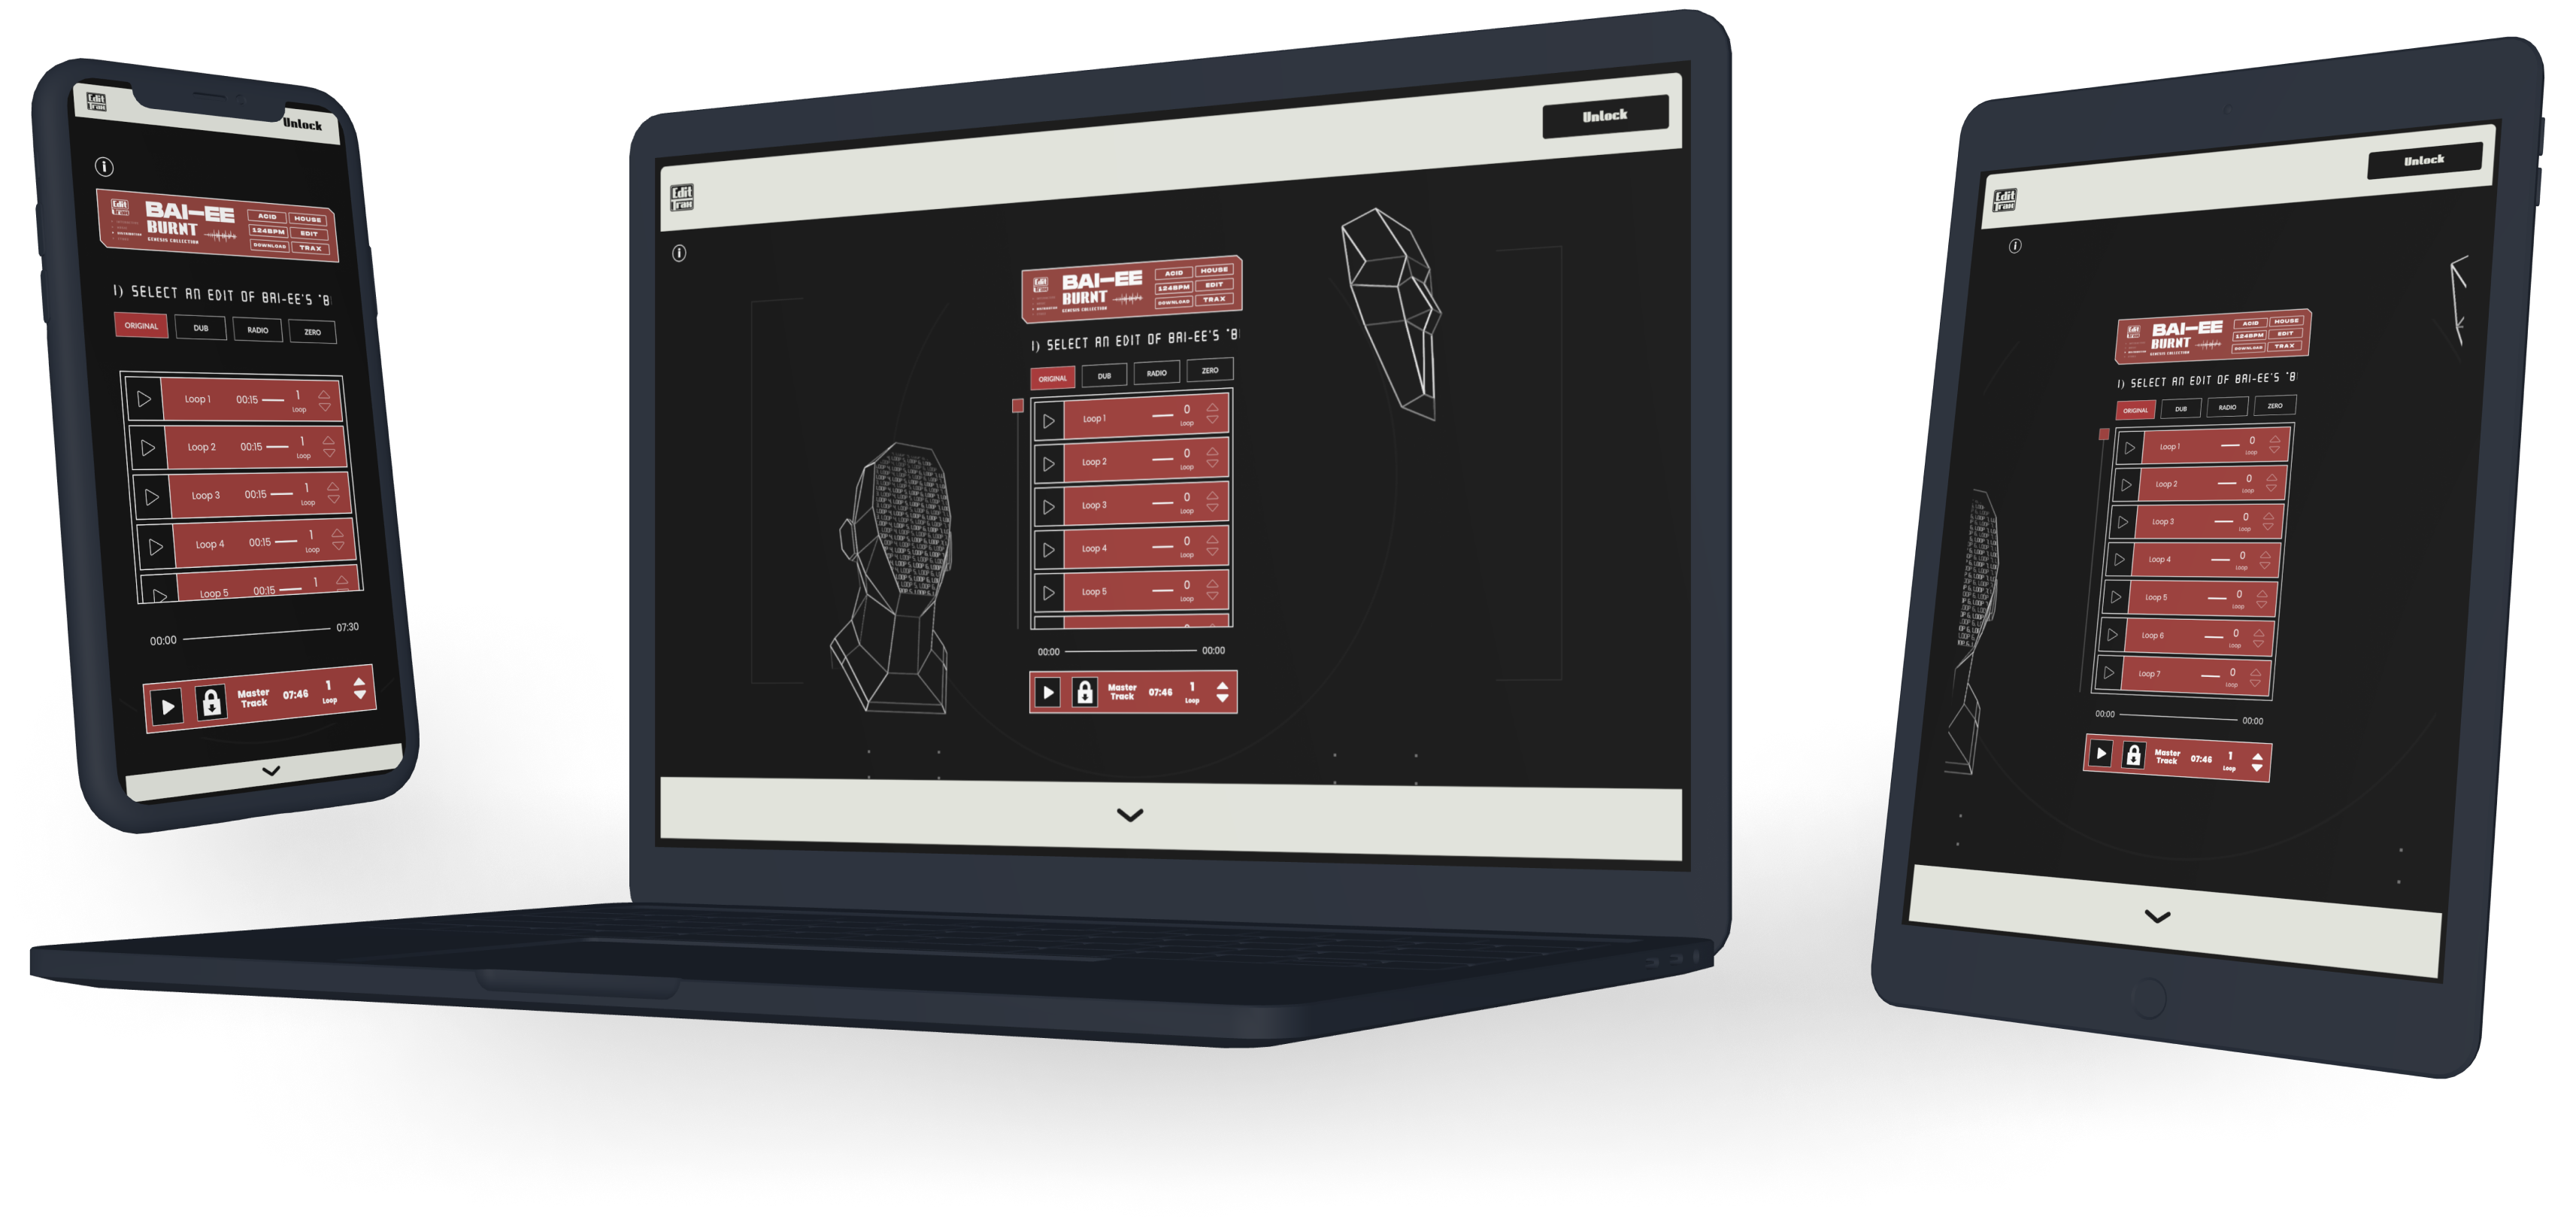 Edit
Trax
Unlock
i
Edit
Trax
BAI-EE
BURNT
GENESIS COLLECTION
ACID
HOUSE
124BPM
EDIT
DOWNLOAD
TRAX
1) SELECT AN EDIT OF BAI-EE'S "B
ORIGINAL
DUB
RADIO
ZERO
Loop 1 00:15 1
Loop
Loop 2 00:15 1
Loop
Loop 3 00:15 1
Loop
Loop 4 00:15 1
Loop
Loop 5 00:15 1
00:00 07:30
Master
Track
07:46
1
Loop
Edit
Trax
Unlock
i
Edit
Trax
BAI-EE
BURNT
GENESIS COLLECTION
ACID
HOUSE
124BPM
EDIT
DOWNLOAD
TRAX
1) SELECT AN EDIT OF BAI-EE'S "B
ORIGINAL
DUB
RADIO
ZERO
Loop 1 0
Loop
Loop 2 0
Loop
Loop 3 0
Loop
Loop 4 0
Loop
Loop 5 0
Loop
00:00 00:00
Master
Track
07:46
1
Loop
Edit
Trax
Unlock
i
Edit
Trax
BAI-EE
BURNT
GENESIS COLLECTION
ACID
HOUSE
124BPM
EDIT
DOWNLOAD
TRAX
1) SELECT AN EDIT OF BAI-EE'S "B
ORIGINAL
DUB
RADIO
ZERO
Loop 1 0
Loop
Loop 2 0
Loop
Loop 3 0
Loop
Loop 4 0
Loop
Loop 5 0
Loop
Loop 6 0
Loop
Loop 7 0
Loop
00:00 00:00
Master
Track
07:46
1
Loop